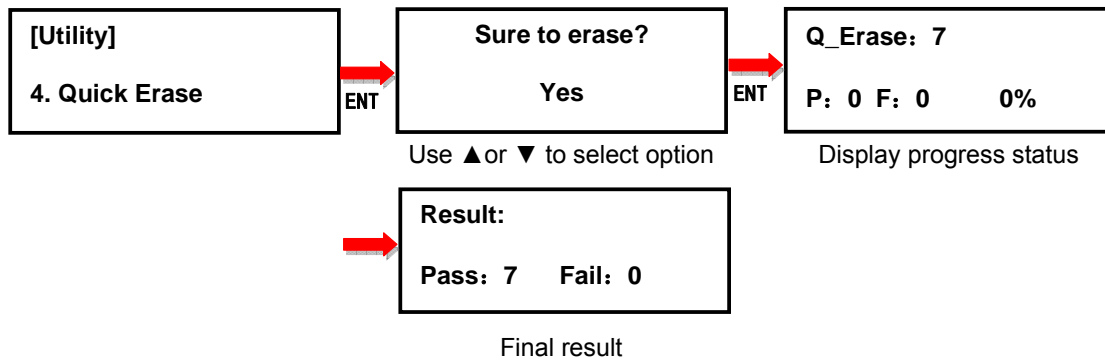 [Utility]
4. Quick Erase
ENT
Sure to erase?
Yes
Use ▲or ▼ to select option
ENT
Q_Erase：7
P：0 F：0 0%
Display progress status
Result:
Pass：7 Fail：0
Final result